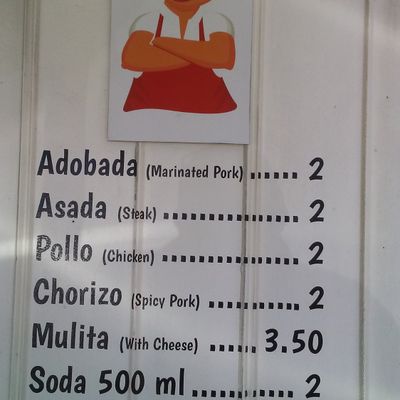 Adobada (Marinated Pork) ...... 2
Asada (Steak) ................. 2
Pollo (Chicken) ................. 2
Chorizo (Spicy Pork) ........... 2
Mulita (With Cheese) ...... 3.50
Soda 500 ml ............ 2